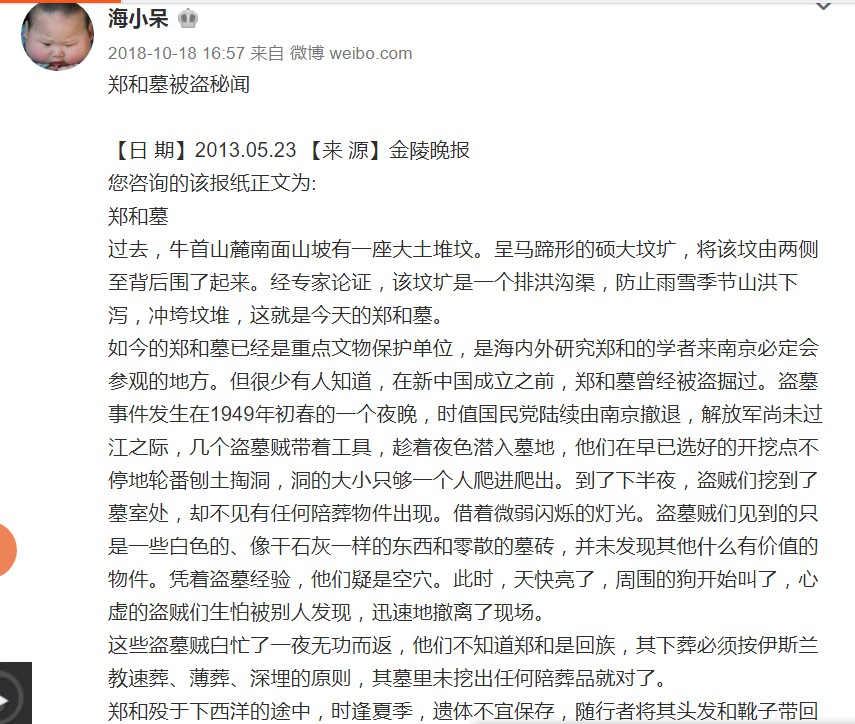 海小呆
2018-10-18 16:57 来自 微博 weibo.com
郑和墓被盗秘闻
【日 期】2013.05.23 【来 源】金陵晚报
您咨询的该报纸正文为:
郑和墓
过去，牛首山麓南面山坡有一座大土堆坟。呈马蹄形的硕大坟圹，将该坟由两侧
至背后围了起来。经专家论证，该坟圹是一个排洪沟渠，防止雨雪季节山洪下
泻，冲垮坟堆，这就是今天的郑和墓。
如今的郑和墓已经是重点文物保护单位，是海内外研究郑和的学者来南京必定会
参观的地方。但很少有人知道，在新中国成立之前，郑和墓曾经被盗掘过。盗墓
事件发生在1949年初春的一个夜晚，时值国民党陆续由南京撤退，解放军尚未过
江之际，几个盗墓贼带着工具，趁着夜色潜入墓地，他们在早已选好的开挖点不
停地轮番刨土掏洞，洞的大小只够一个人爬进爬出。到了下半夜，盗贼们挖到了
墓室处，却不见有任何陪葬物件出现。借着微弱闪烁的灯光。盗墓贼们见到的只
是一些白色的、像干石灰一样的东西和零散的墓砖，并未发现其他什么有价值的
物件。凭着盗墓经验，他们疑是空穴。此时，天快亮了，周围的狗开始叫了，心
虚的盗贼们生怕被别人发现，迅速地撤离了现场。
这些盗墓贼白忙了一夜无功而返，他们不知道郑和是回族，其下葬必须按伊斯兰
教速葬、薄葬、深埋的原则，其墓里未挖出任何陪葬品就对了。
郑和殁于下西洋的途中，时逢夏季，遗体不宜保存，随行者将其头发和靴子带回